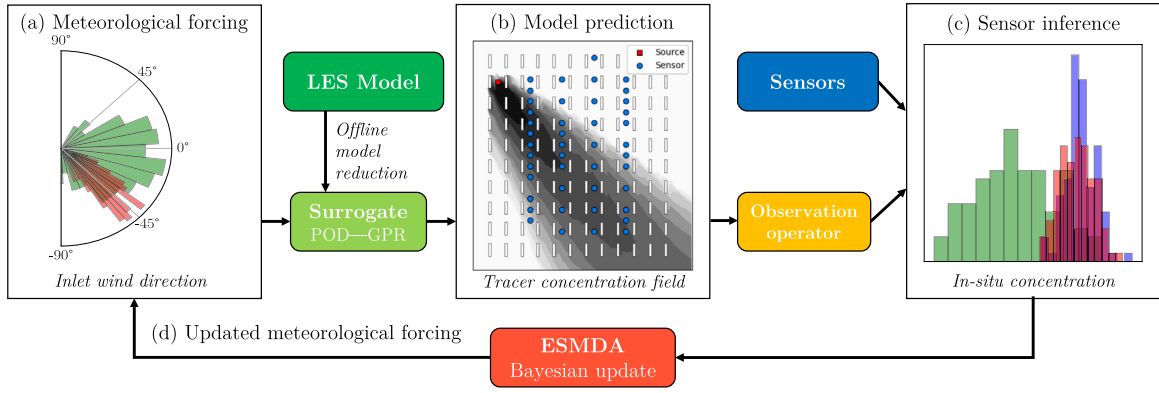 (a) Meteorological forcing
90°
45°
0°
-45°
-90°
Inlet wind direction
LES Model
Offline
model
reduction
Surrogate
POD—GPR
(b) Model prediction
Source
Sensor
Tracer concentration field
Sensors
Observation
operator
(c) Sensor inference
In-situ concentration
(d) Updated meteorological forcing
ESMDA
Bayesian update